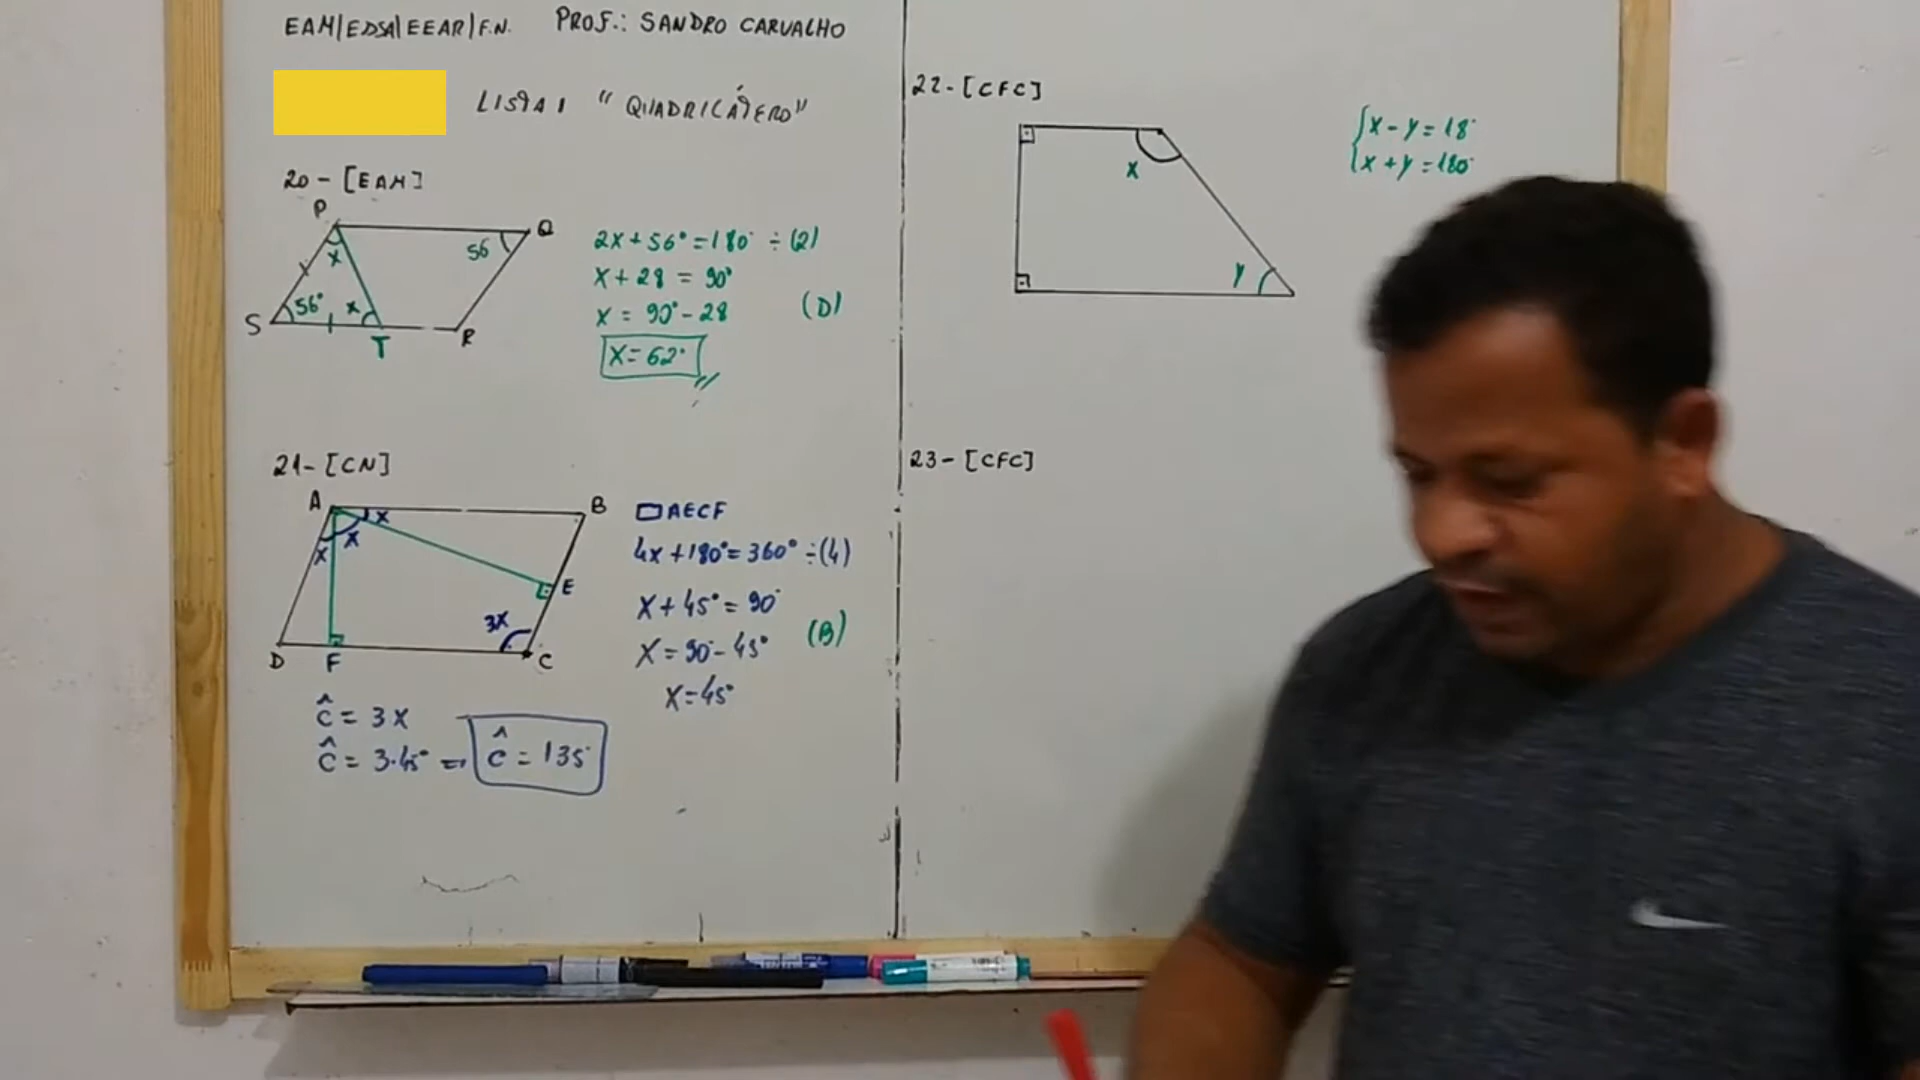 EAM/EDSA/EEAR/F.N. PROF.: SANDRO CARVALHO
LISTA 1 "QUADRILÁTERO"
20- [EAM]
P
Q
56
x
56°
x
S
T
R
2x+56°=180° ÷(2)
x+28 = 90°
x = 90°-28
(D)
x=62°
21- [CN]
A
B
x
x
x
E
3x
D
F
C
▭AECF
4x+180°=360° ÷(4)
x+45°=90°
x=90°-45°
(B)
x=45°
Ĉ = 3x
Ĉ = 3.45° ⇒ Ĉ = 135°
22- [CFC]
x
y
x-y=18°
x+y=180°
23- [CFC]